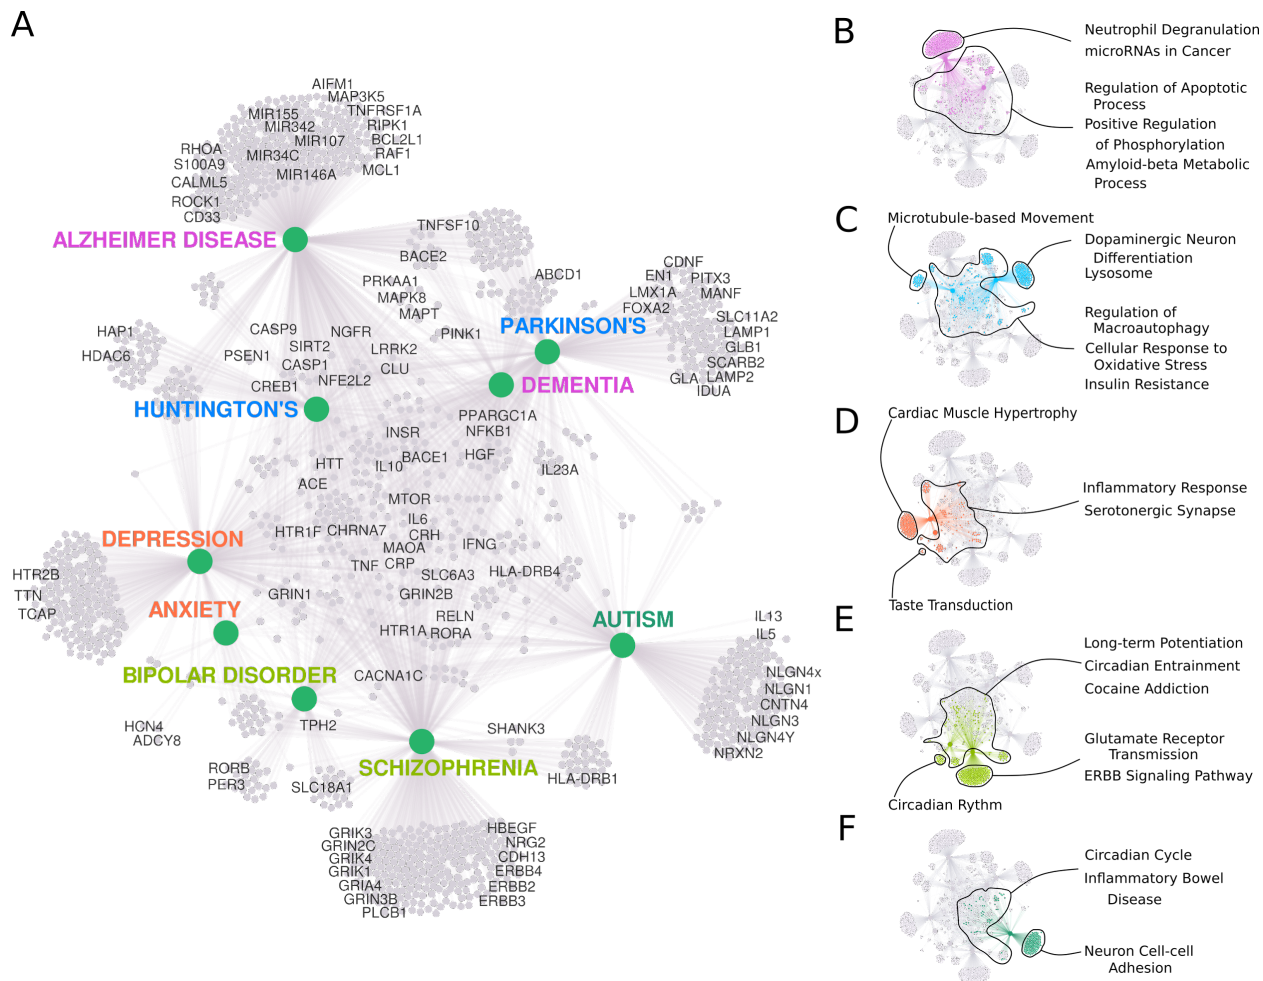 A
AIFM1
MAP3K5
MIR155
TNFRSF1A
MIR342
RIPK1
MIR107
BCL2L1
RHOA
MIR34C
RAF1
S100A9
MIR146A
MCL1
CALML5
ROCK1
CD33
ALZHEIMER DISEASE
TNFSF10
BACE2
ABCD1
CDNF
EN1
PITX3
LMX1A
MANF
FOXA2
PRKAA1
MAPK8
MAPT
PINK1
PARKINSON'S
SLC11A2
LAMP1
GLB1
SCARB2
GLA
LAMP2
IDUA
HAP1
HDAC6
CASP9
NGFR
SIRT2
LRRK2
PSEN1
CASP1
CLU
CREB1
NFE2L2
DEMENTIA
HUNTINGTON'S
PPARGC1A
NFKB1
INSR
HTT
IL10
BACE1
HGF
IL23A
ACE
MTOR
IL6
HTR1F
CHRNA7
CRH
MAOA
IFNG
TNF
CRP
SLC6A3
HLA-DRB4
DEPRESSION
HTR2B
TTN
TCAP
ANXIETY
GRIN1
GRIN2B
RELN
HTR1A
RORA
AUTISM
IL13
IL5
NLGN4x
NLGN1
CNTN4
NLGN3
NLGN4Y
NRXN2
BIPOLAR DISORDER
CACNA1C
HCN4
ADCY8
TPH2
SHANK3
SCHIZOPHRENIA
RORB
PER3
SLC18A1
HLA-DRB1
GRIK3
GRIN2C
GRIK4
GRIK1
GRIA4
GRIN3B
PLCB1
HBEGF
NRG2
CDH13
ERBB4
ERBB2
ERBB3
B
Neutrophil Degranulation
microRNAs in Cancer
Regulation of Apoptotic
Process
Positive Regulation
of Phosphorylation
Amyloid-beta Metabolic
Process
C
Microtubule-based Movement
Dopaminergic Neuron
Differentiation
Lysosome
Regulation of
Macroautophagy
Cellular Response to
Oxidative Stress
Insulin Resistance
D
Cardiac Muscle Hypertrophy
Inflammatory Response
Serotonergic Synapse
Taste Transduction
E
Long-term Potentiation
Circadian Entrainment
Cocaine Addiction
Glutamate Receptor
Transmission
ERBB Signaling Pathway
Circadian Rythm
F
Circadian Cycle
Inflammatory Bowel
Disease
Neuron Cell-cell
Adhesion